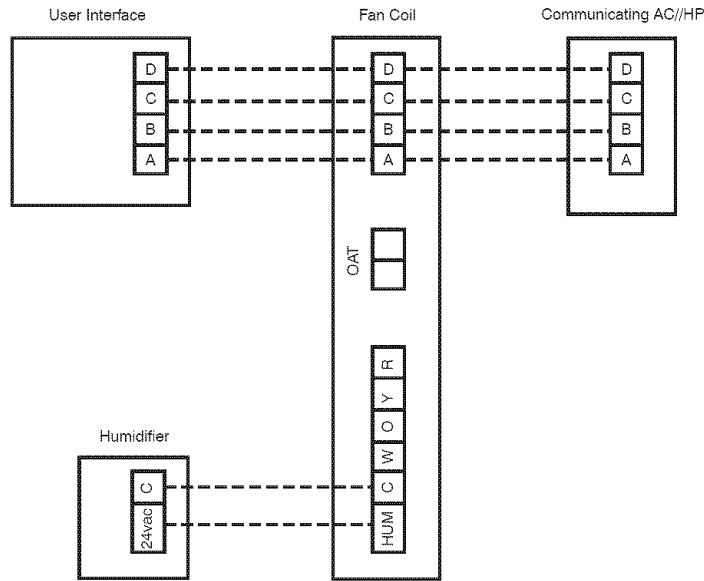 User Interface
Fan Coil
Communicating AC//HP
D
C
B
A
D
C
B
A
D
C
B
A
OAT
R
Y
O
W
C
HUM
Humidifier
C
24vac